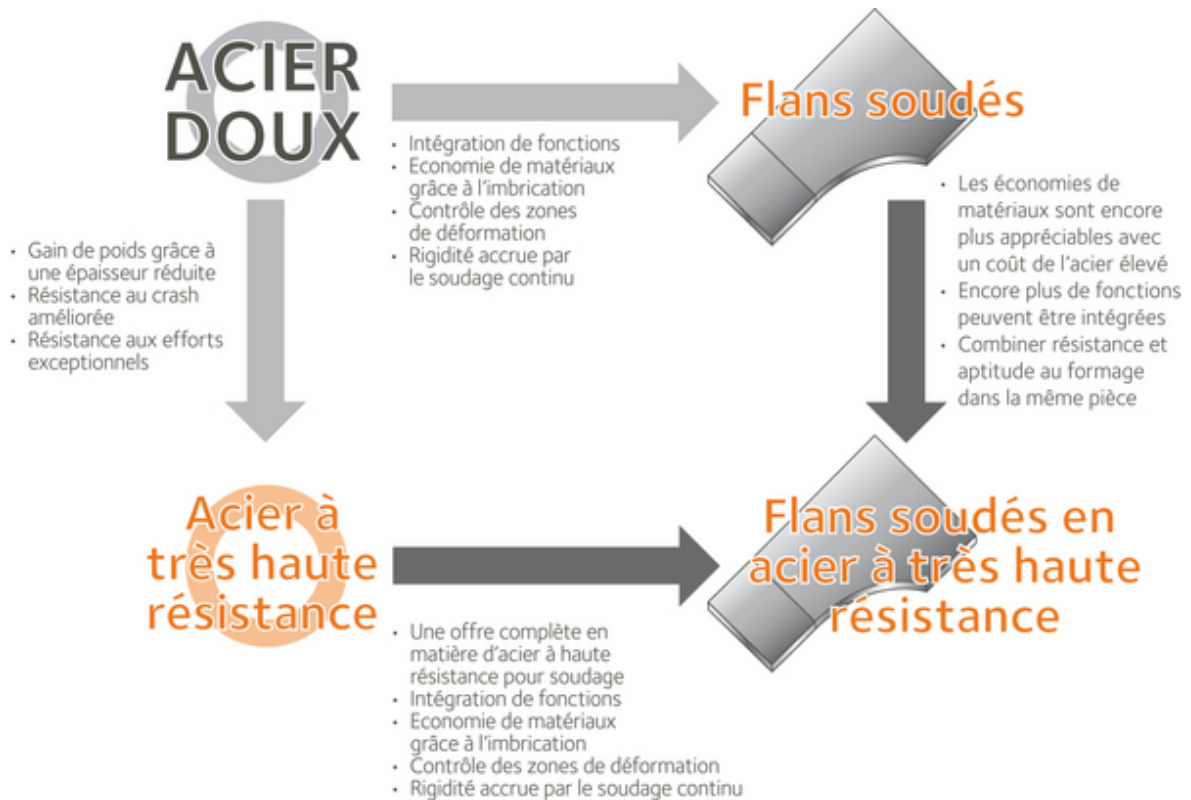 ACIER
DOUX
Flans soudés
• Intégration de fonctions
• Economie de matériaux
grâce à l'imbrication
• Contrôle des zones
de déformation
• Rigidité accrue par
le soudage continu
• Gain de poids grâce à
une épaisseur réduite
• Résistance au crash
améliorée
• Résistance aux efforts
exceptionnels
• Les économies de
matériaux sont encore
plus appréciables avec
un coût de l'acier élevé
• Encore plus de fonctions
peuvent être intégrées
• Combiner résistance et
aptitude au formage
dans la même pièce
Acier à
très haute
résistance
Flans soudés en
acier à très haute
résistance
• Une offre complète en
matière d'acier à haute
résistance pour soudage
• Intégration de fonctions
• Economie de matériaux
grâce à l'imbrication
• Contrôle des zones de déformation
• Rigidité accrue par le soudage continu